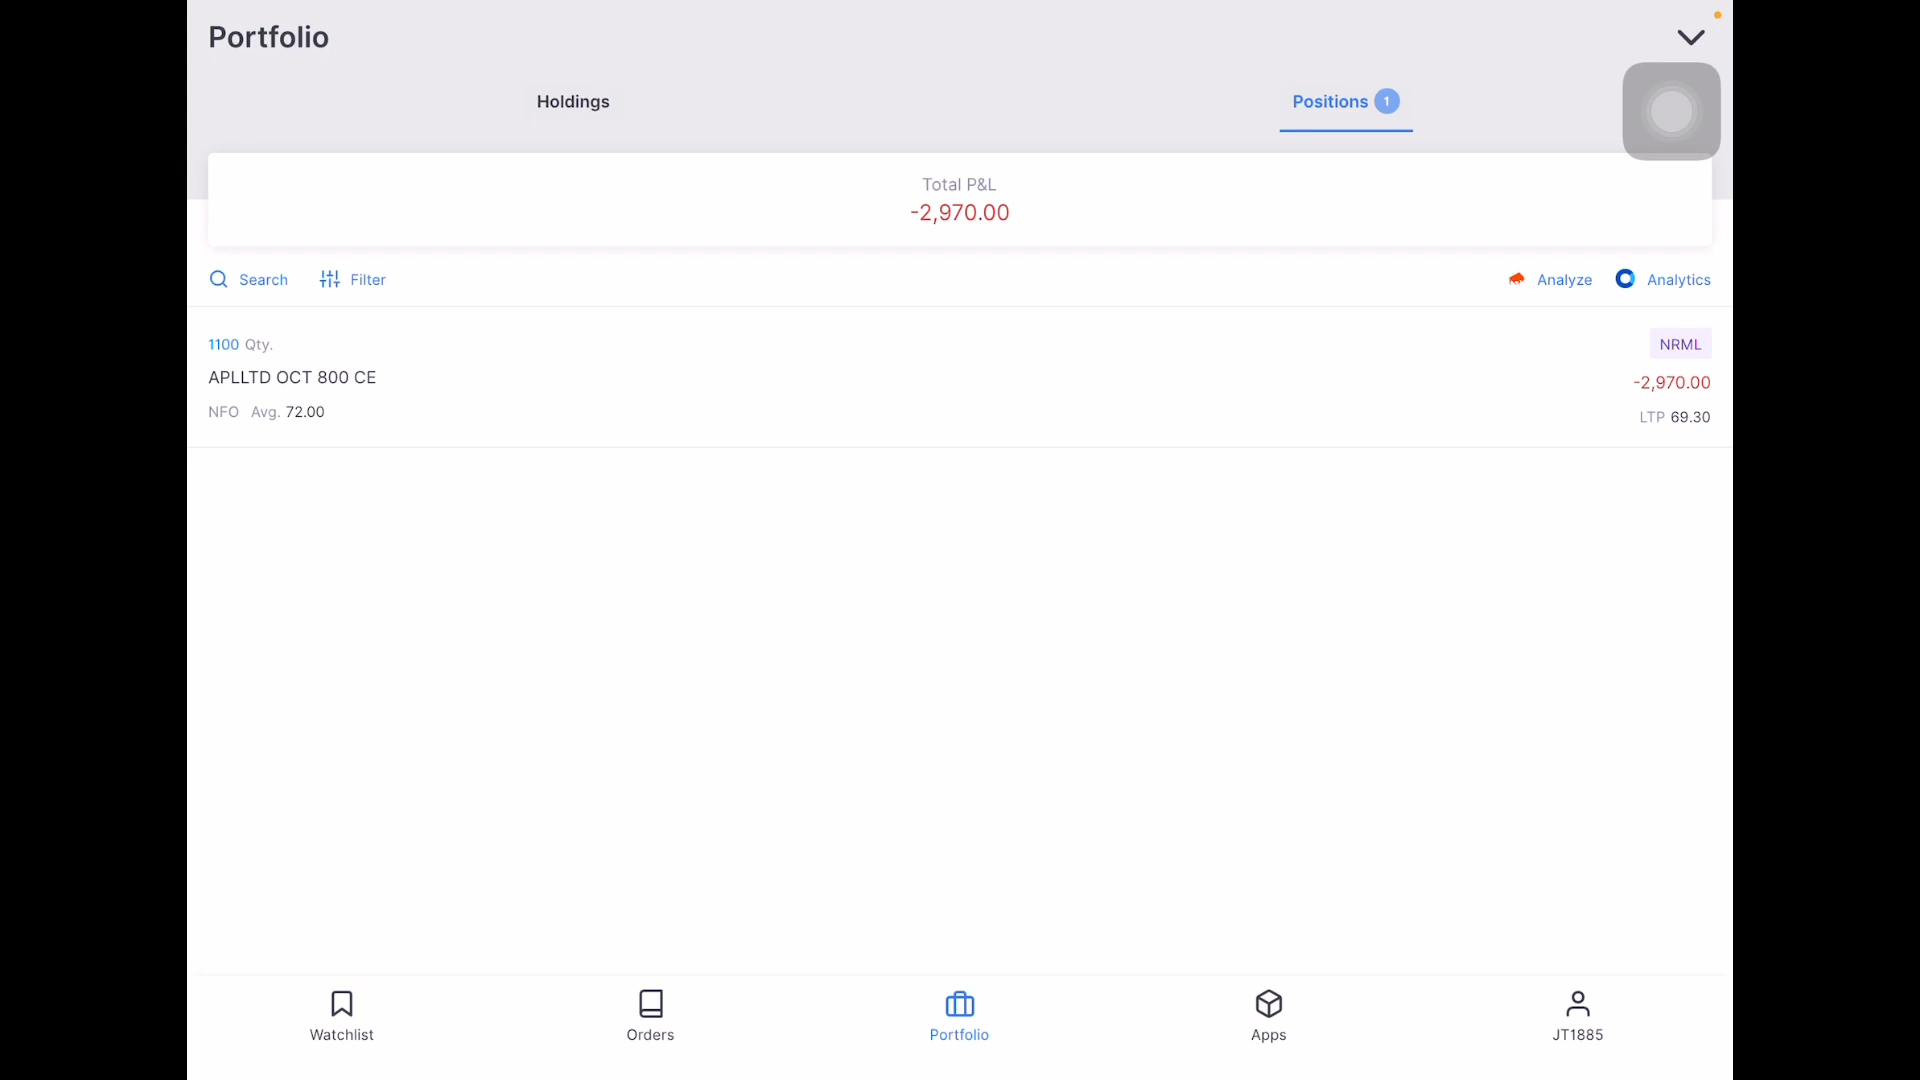 Portfolio
Holdings
Positions 1
Total P&L
-2,970.00
Search
Filter
Analyze
Analytics
1100 Qty.
NRML
APLLTD OCT 800 CE
-2,970.00
NFO Avg. 72.00
LTP 69.30
Watchlist
Orders
Portfolio
Apps
JT1885